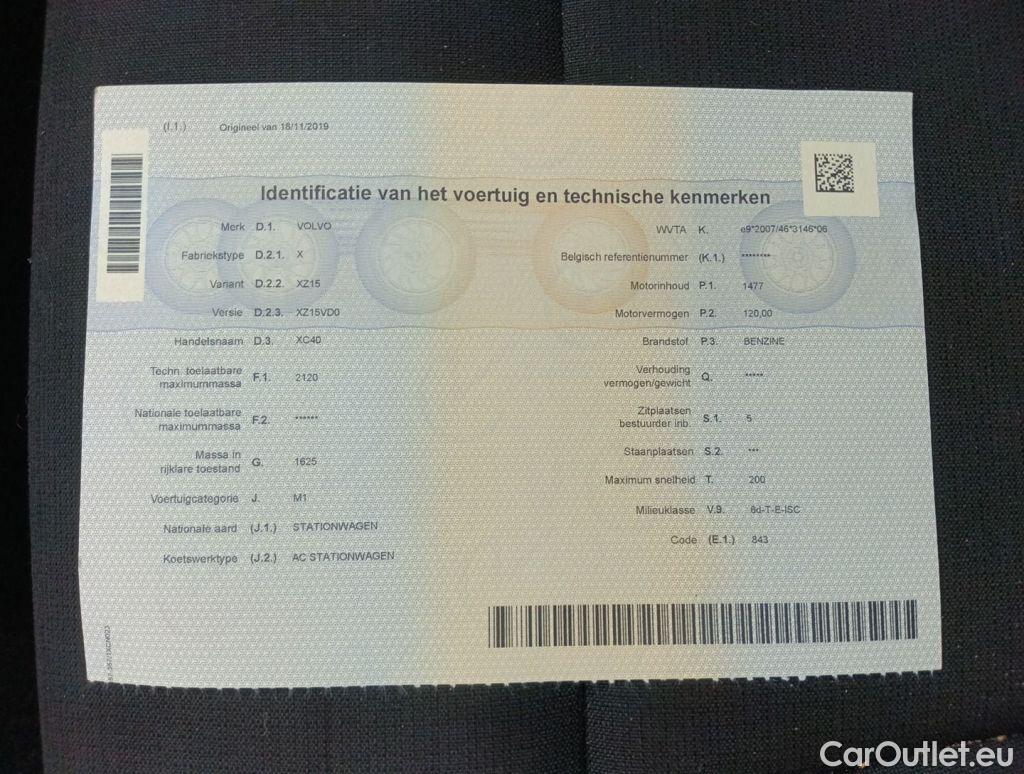 (I.1.) Origineel van 18/11/2019
Identificatie van het voertuig en technische kenmerken
Merk D.1. VOLVO
Fabriekstype D.2.1. X
Variant D.2.2. XZ15
Versie D.2.3. XZ15VD0
Handelsnaam D.3. XC40
Techn. toelaatbare
maximummassa F.1. 2120
Nationale toelaatbare
maximummassa F.2. ******
Massa in
rijklare toestand G. 1625
Voertuigcategorie J. M1
Nationale aard (J.1.) STATIONWAGEN
Koetswerktype (J.2.) AC STATIONWAGEN
WVTA K. e9*2007/46*3146*06
Belgisch referentienummer (K.1.) ********
Motorinhoud P.1. 1477
Motorvermogen P.2. 120,00
Brandstof P.3. BENZINE
Verhouding
vermogen/gewicht Q. *****
Zitplaatsen
bestuurder inb. S.1. 5
Staanplaatsen S.2. ***
Maximum snelheid T. 200
Milieuklasse V.9. 6d-T-E-ISC
Code (E.1.) 843
CarOutlet.eu